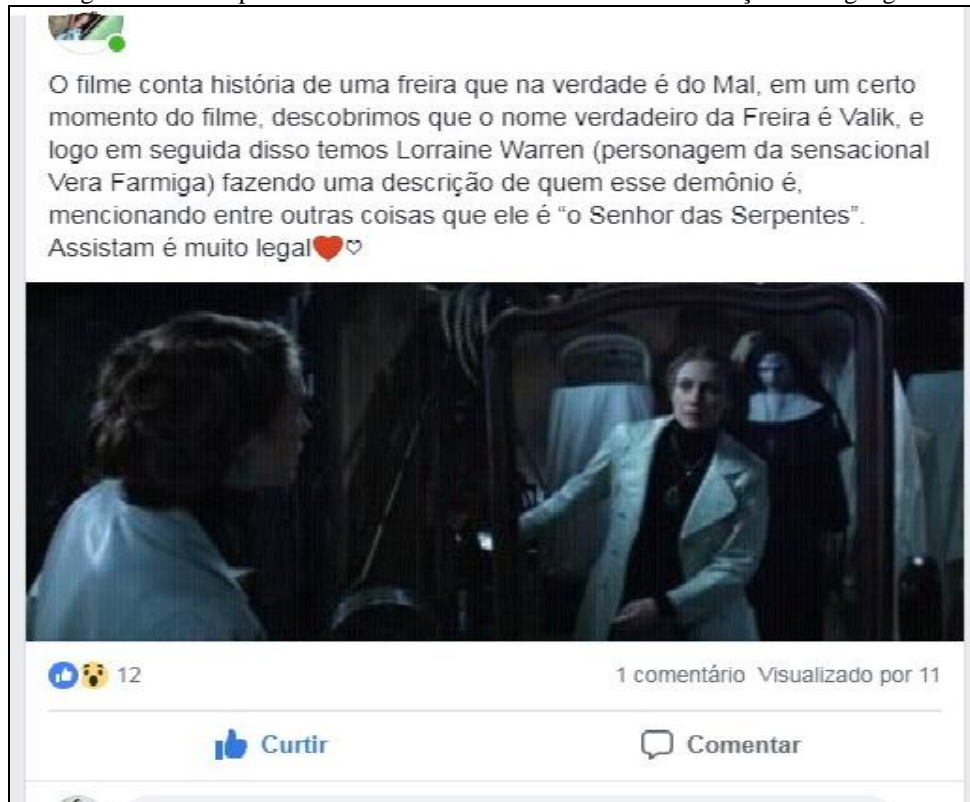 O filme conta história de uma freira que na verdade é do Mal, em um certo
momento do filme, descobrimos que o nome verdadeiro da Freira é Valik, e
logo em seguida disso temos Lorraine Warren (personagem da sensacional
Vera Farmiga) fazendo uma descrição de quem esse demônio é,
mencionando entre outras coisas que ele é “o Senhor das Serpentes”.
Assistam é muito legal❤️♡
12
1 comentário Visualizado por 11
Curtir
Comentar